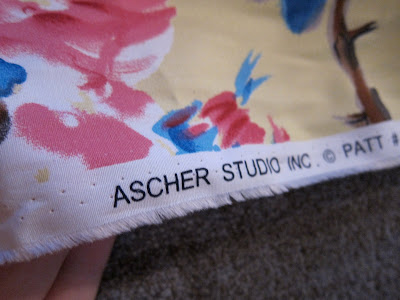 ASCHER STUDIO INC. © PATT #